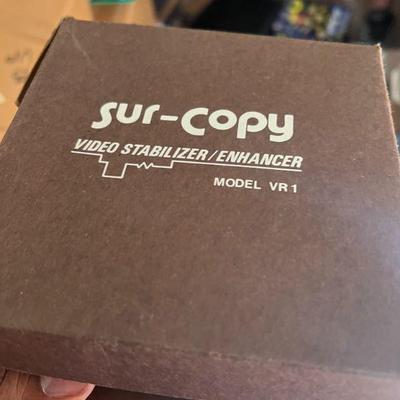 sur-copy
VIDEO STABILIZER/ENHANCER
MODEL VR1